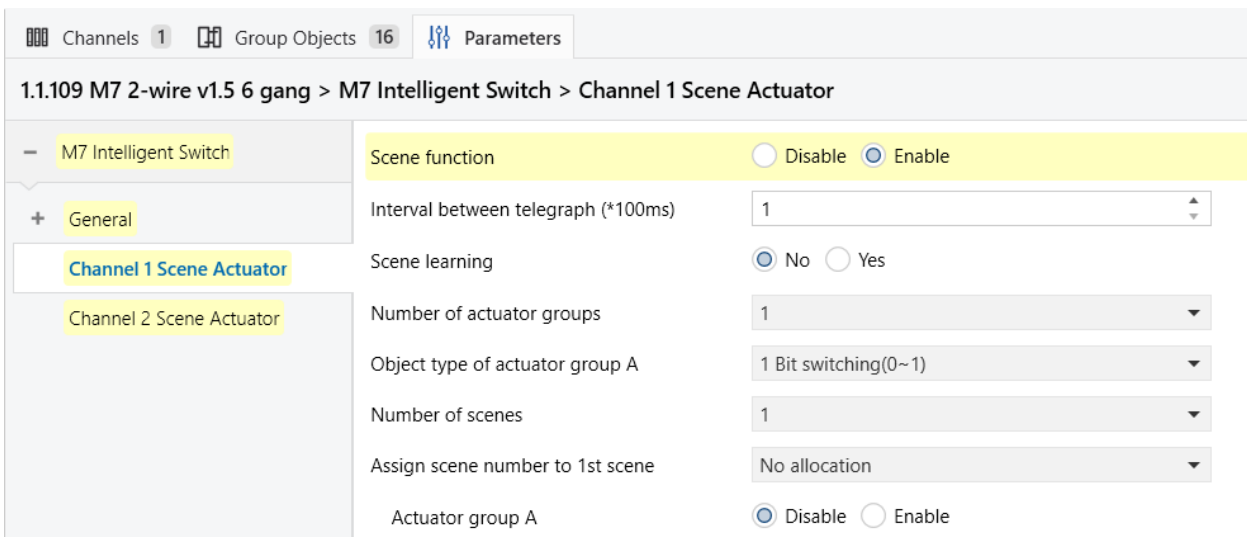 Channels 1 Group Objects 16 Parameters
1.1.109 M7 2-wire v1.5 6 gang > M7 Intelligent Switch > Channel 1 Scene Actuator
M7 Intelligent Switch
General
Channel 1 Scene Actuator
Channel 2 Scene Actuator
Scene function Disable Enable
Interval between telegraph (*100ms) 1
Scene learning No Yes
Number of actuator groups 1
Object type of actuator group A 1 Bit switching(0~1)
Number of scenes 1
Assign scene number to 1st scene No allocation
Actuator group A Disable Enable